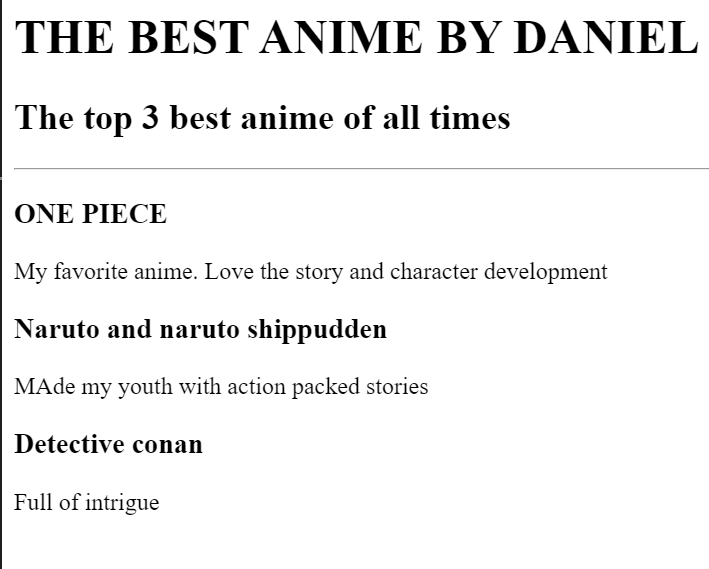 THE BEST ANIME BY DANIEL
The top 3 best anime of all times
ONE PIECE
My favorite anime. Love the story and character development
Naruto and naruto shippudden
MAde my youth with action packed stories
Detective conan
Full of intrigue